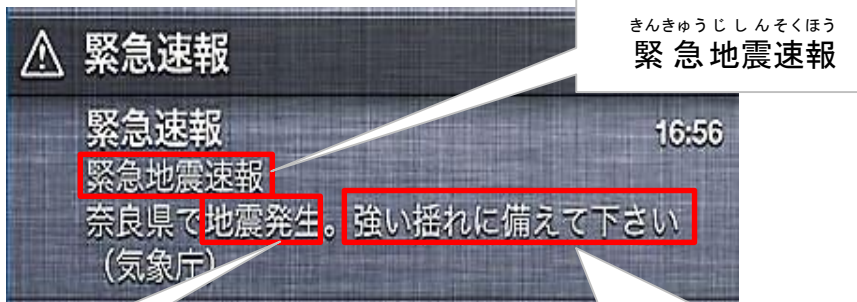 緊急速報
きんきゅうじしんそくほう
緊急地震速報
緊急速報 16:56
緊急地震速報
奈良県で地震発生。強い揺れに備えて下さい
(気象庁)